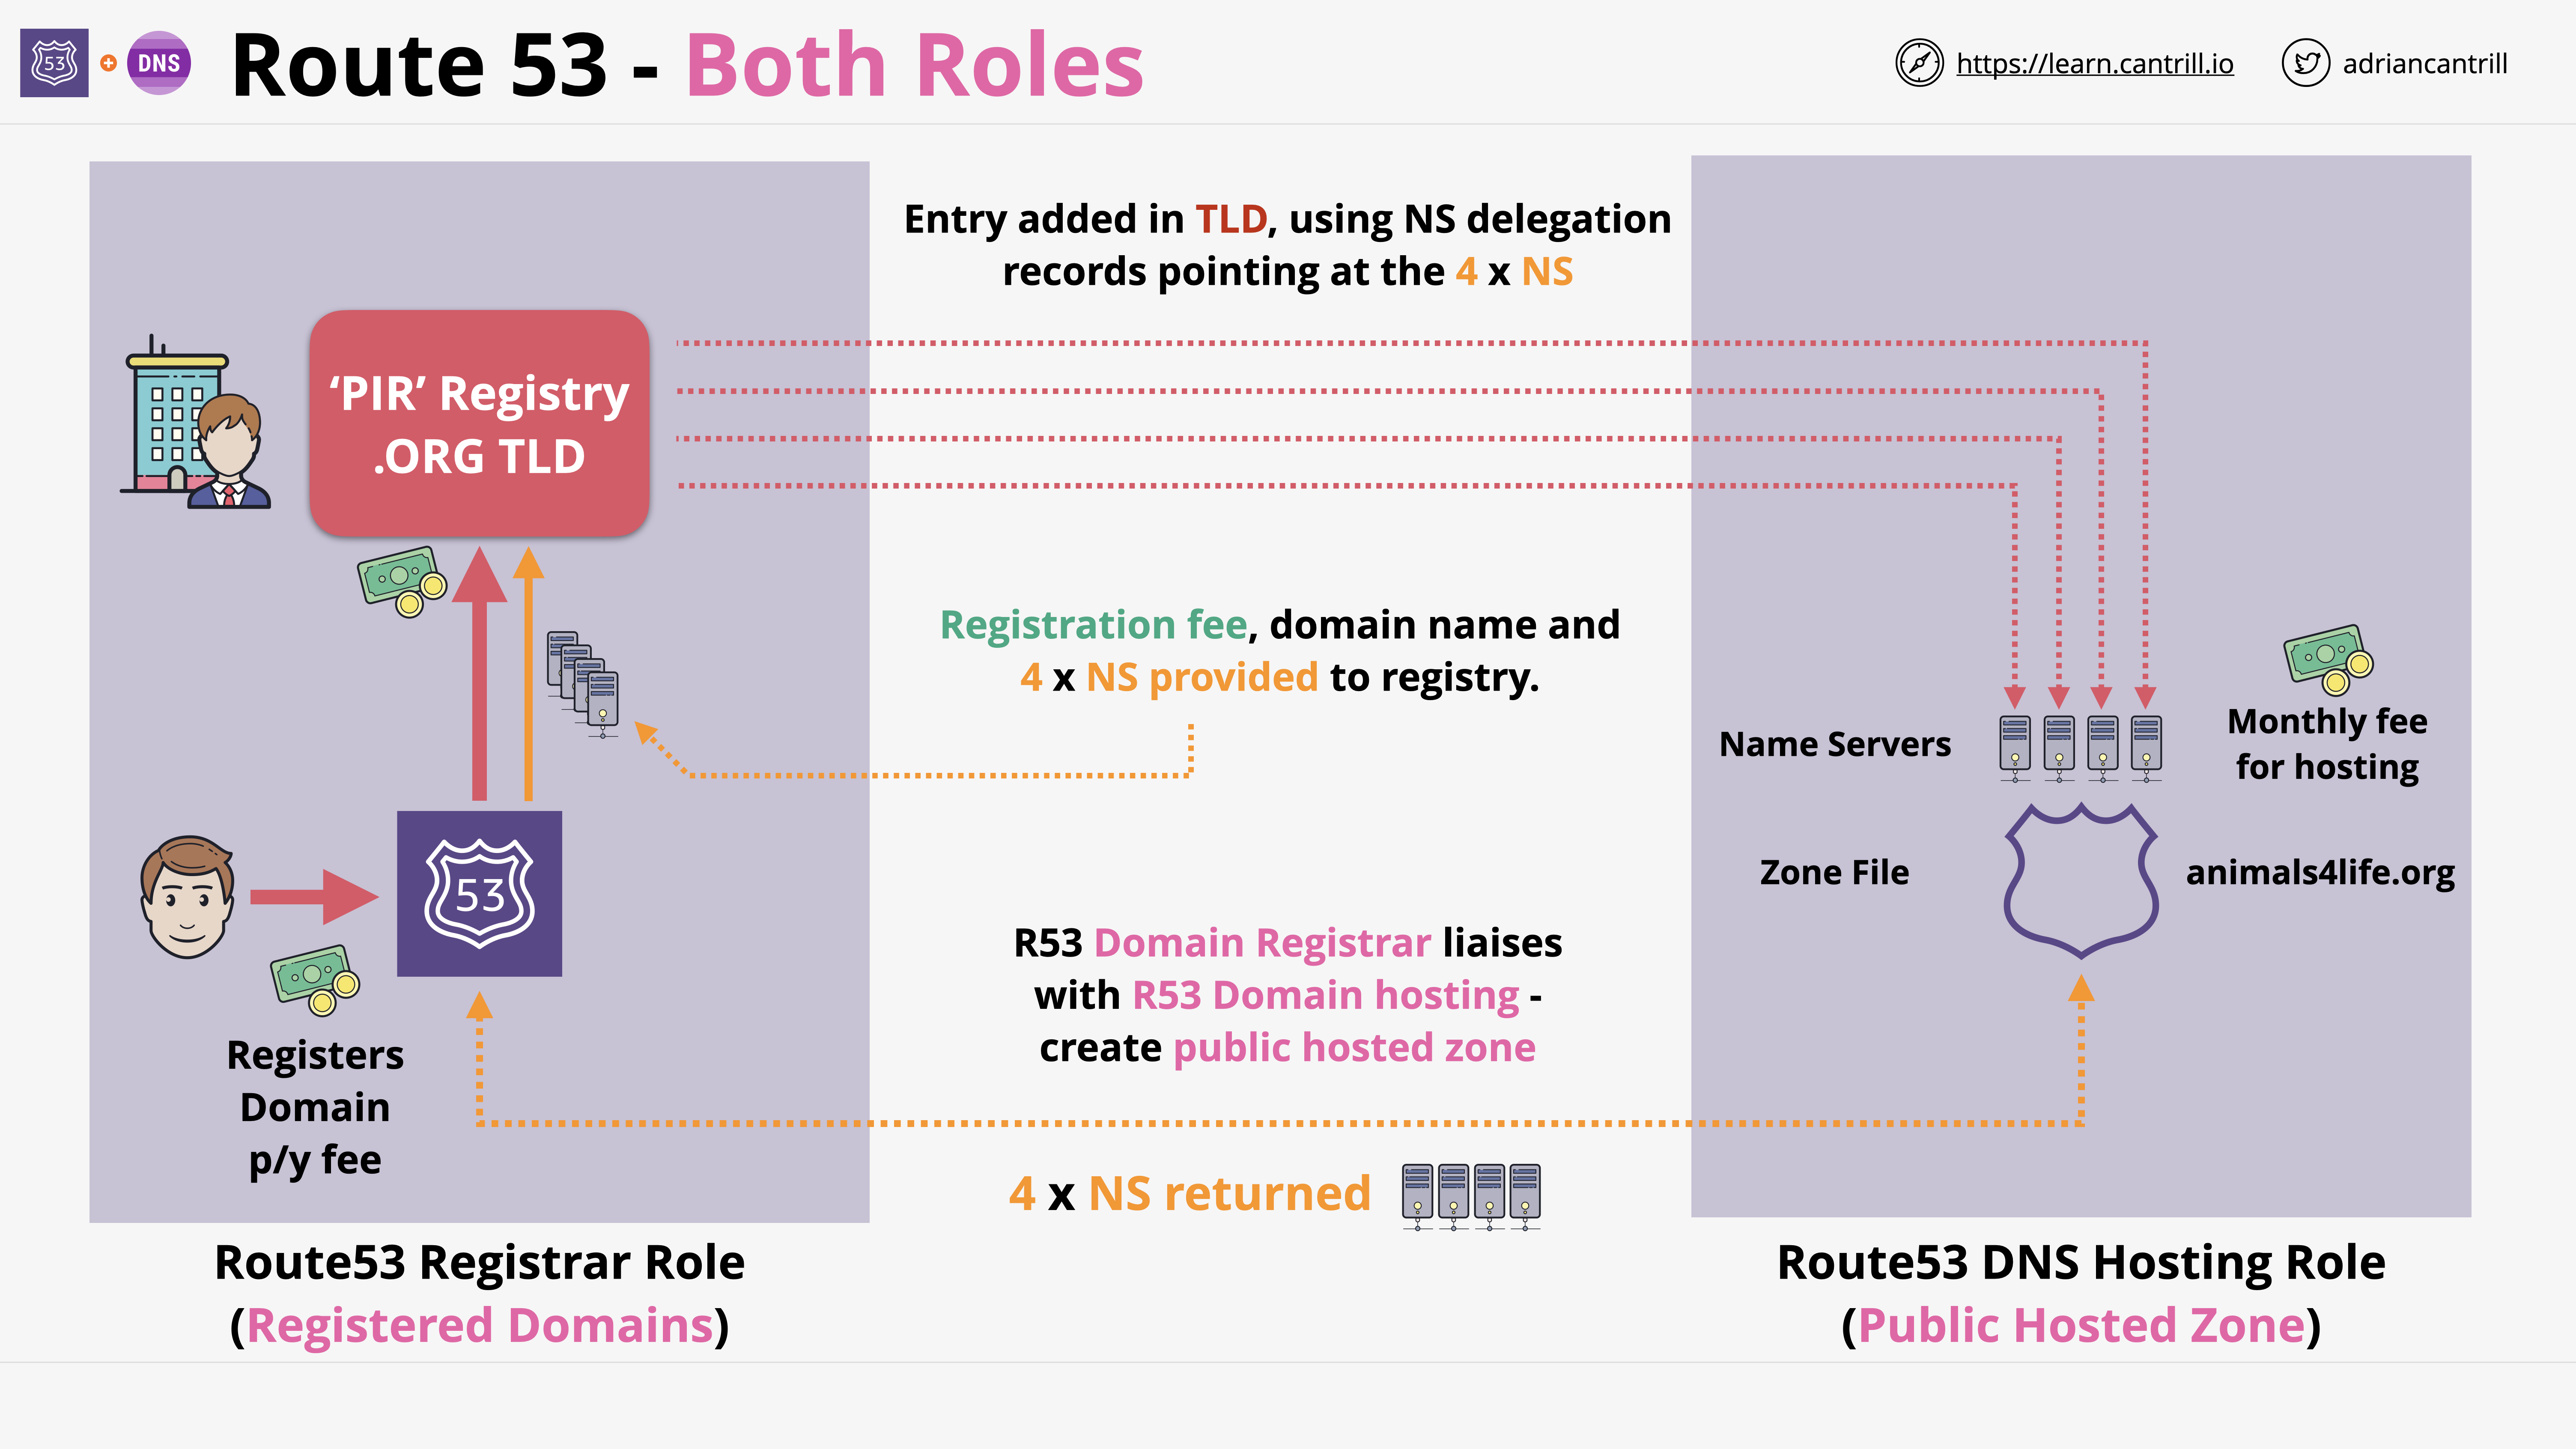 53
DNS
Route 53 - Both Roles
https://learn.cantrill.io
adriancantrill
Entry added in TLD, using NS delegation
records pointing at the 4 x NS
‘PIR’ Registry
.ORG TLD
Registration fee, domain name and
4 x NS provided to registry.
Name Servers
Monthly fee
for hosting
53
Zone File
animals4life.org
R53 Domain Registrar liaises
with R53 Domain hosting -
create public hosted zone
Registers
Domain
p/y fee
4 x NS returned
Route53 Registrar Role
(Registered Domains)
Route53 DNS Hosting Role
(Public Hosted Zone)